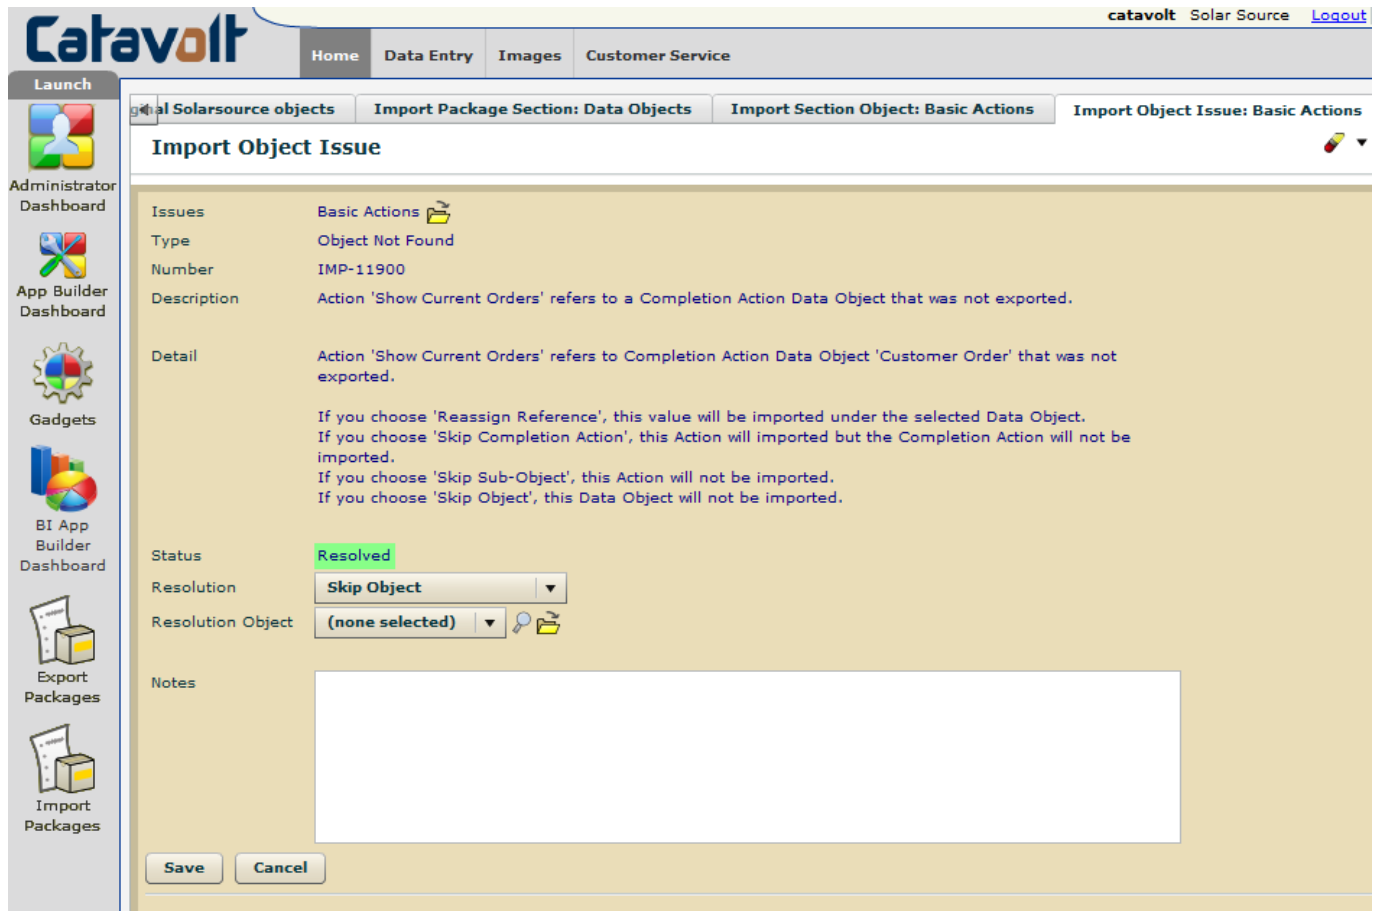 catavolt Solar Source Logout
Catavolt
Home Data Entry Images Customer Service
Launch
ginal Solarsource objects Import Package Section: Data Objects Import Section Object: Basic Actions Import Object Issue: Basic Actions
Import Object Issue
Administrator
Dashboard
App Builder
Dashboard
Gadgets
BI App
Builder
Dashboard
Export
Packages
Import
Packages
Issues Basic Actions
Type Object Not Found
Number IMP-11900
Description Action 'Show Current Orders' refers to a Completion Action Data Object that was not exported.
Detail Action 'Show Current Orders' refers to Completion Action Data Object 'Customer Order' that was not
exported.
If you choose 'Reassign Reference', this value will be imported under the selected Data Object.
If you choose 'Skip Completion Action', this Action will imported but the Completion Action will not be
imported.
If you choose 'Skip Sub-Object', this Action will not be imported.
If you choose 'Skip Object', this Data Object will not be imported.
Status Resolved
Resolution Skip Object
Resolution Object (none selected)
Notes
Save Cancel